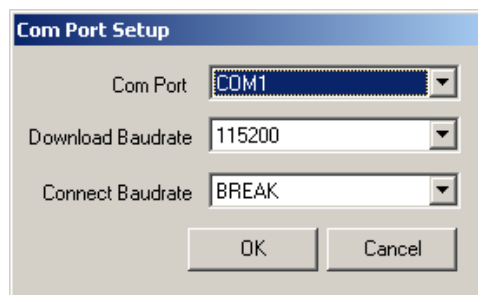 Com Port Setup
Com Port COM1
Download Baudrate 115200
Connect Baudrate BREAK
OK Cancel